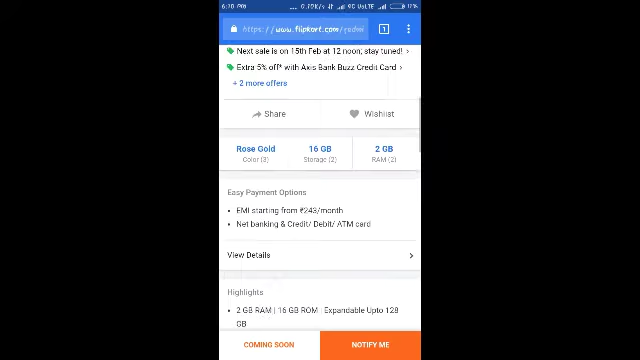 https://www.flipkart.com/redmi
1
Next sale is on 15th Feb at 12 noon; stay tuned! >
Extra 5% off* with Axis Bank Buzz Credit Card >
+ 2 more offers
Share Wishlist
Rose Gold 16 GB 2 GB
Color (3) Storage (2) RAM (2)
Easy Payment Options
• EMI starting from ₹243/month
• Net banking & Credit/ Debit/ ATM card
View Details >
Highlights
• 2 GB RAM | 16 GB ROM | Expandable Upto 128
GB
COMING SOON NOTIFY ME